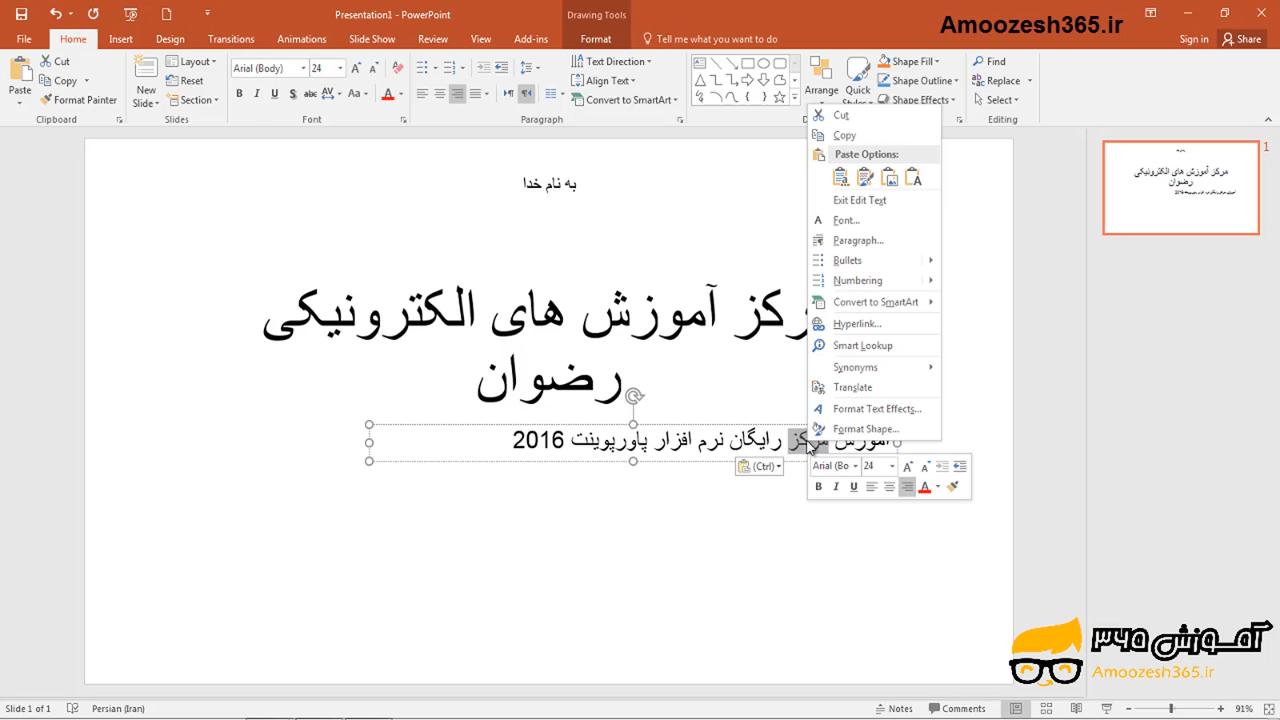 Presentation1 - PowerPoint
Drawing Tools
Amoozesh365.ir
File Home Insert Design Transitions Animations Slide Show Review View Add-ins Format Tell me what you want to do
Sign in Share
Paste
Cut
Copy
Format Painter
Clipboard
New
Slide
Layout
Reset
Section
Slides
Arial (Body) 24
B I U S abc AV Aa A
Font
Text Direction
Align Text
Convert to SmartArt
Paragraph
Arrange
Quick
Shape Fill
Shape Outline
Shape Effects
Find
Replace
Select
Editing
Cut
Copy
Paste Options:
Exit Edit Text
Font...
Paragraph...
Bullets
Numbering
Convert to SmartArt
Hyperlink...
Smart Lookup
Synonyms
Translate
Format Text Effects...
Format Shape...
به نام خدا
آموزش های الکترونیکی
رضوان
آموزش مرکز رایگان نرم افزار پاورپوینت 2016
(Ctrl)
Arial (Bo 24
B I U A
1
مرکز آموزش های الکترونیکی
رضوان
آموزش ۳۶۵
Amoozesh365.ir
Slide 1 of 1 Persian (Iran) Notes Comments 91%